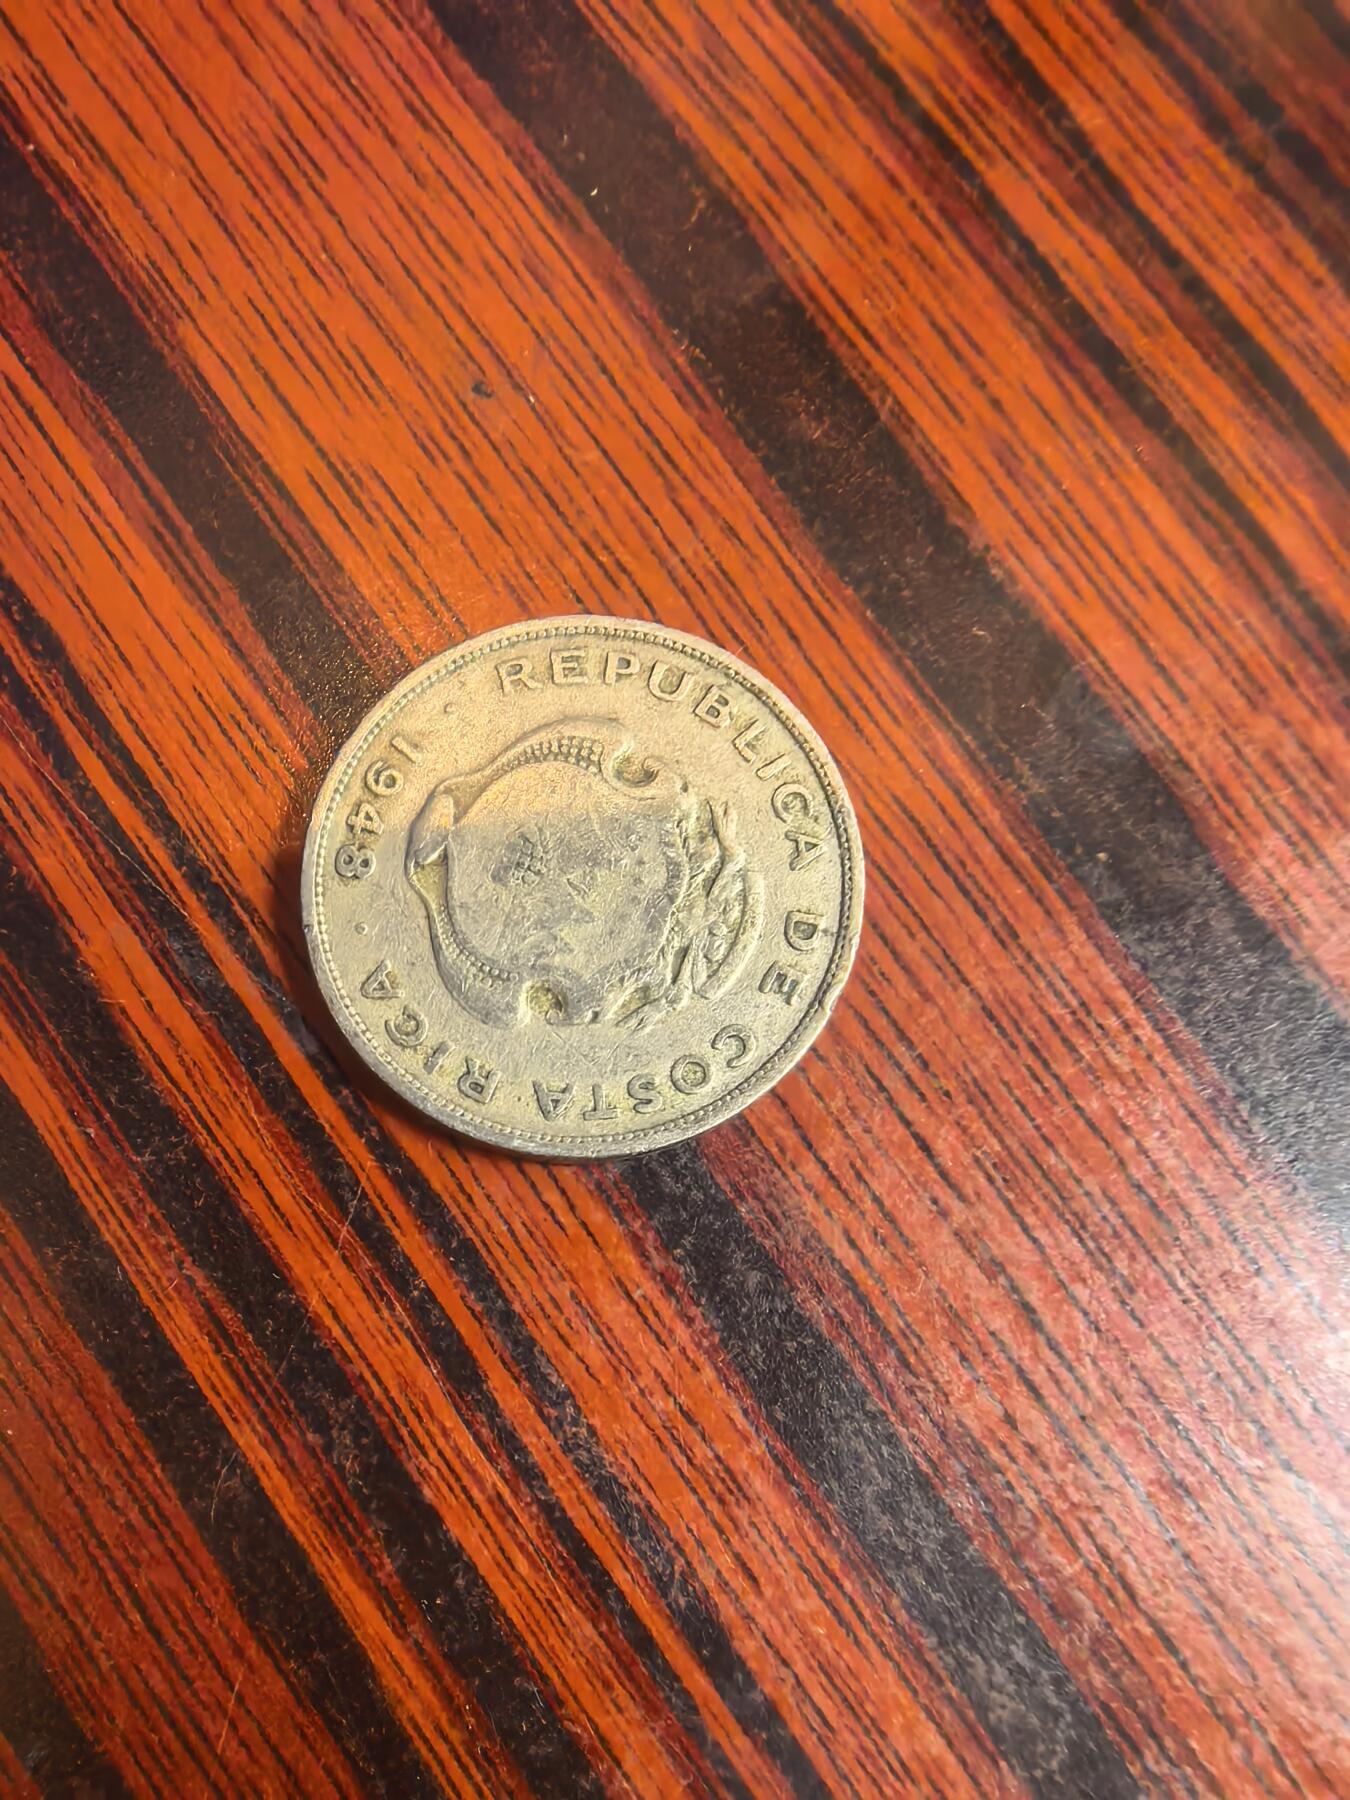 REPUBLICA DE COSTA RICA
1948